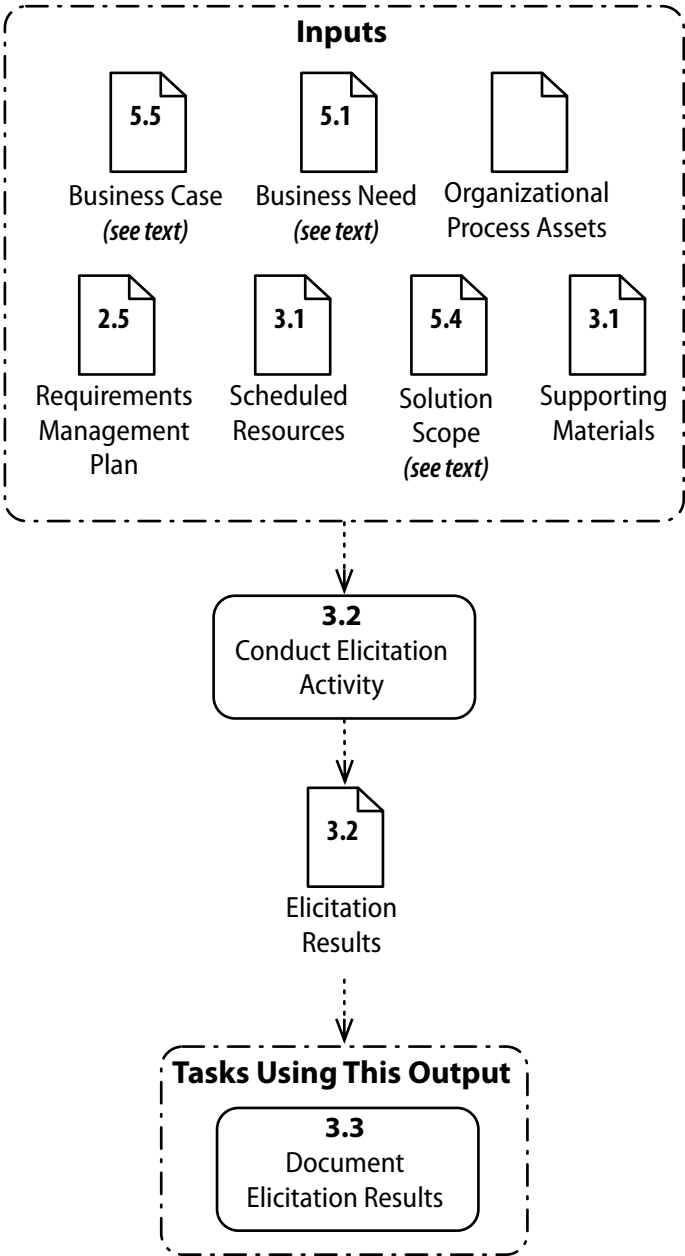 Inputs
5.5
Business Case
(see text)
5.1
Business Need
(see text)
Organizational
Process Assets
2.5
Requirements
Management
Plan
3.1
Scheduled
Resources
5.4
Solution
Scope
(see text)
3.1
Supporting
Materials
3.2
Conduct Elicitation
Activity
3.2
Elicitation
Results
Tasks Using This Output
3.3
Document
Elicitation Results